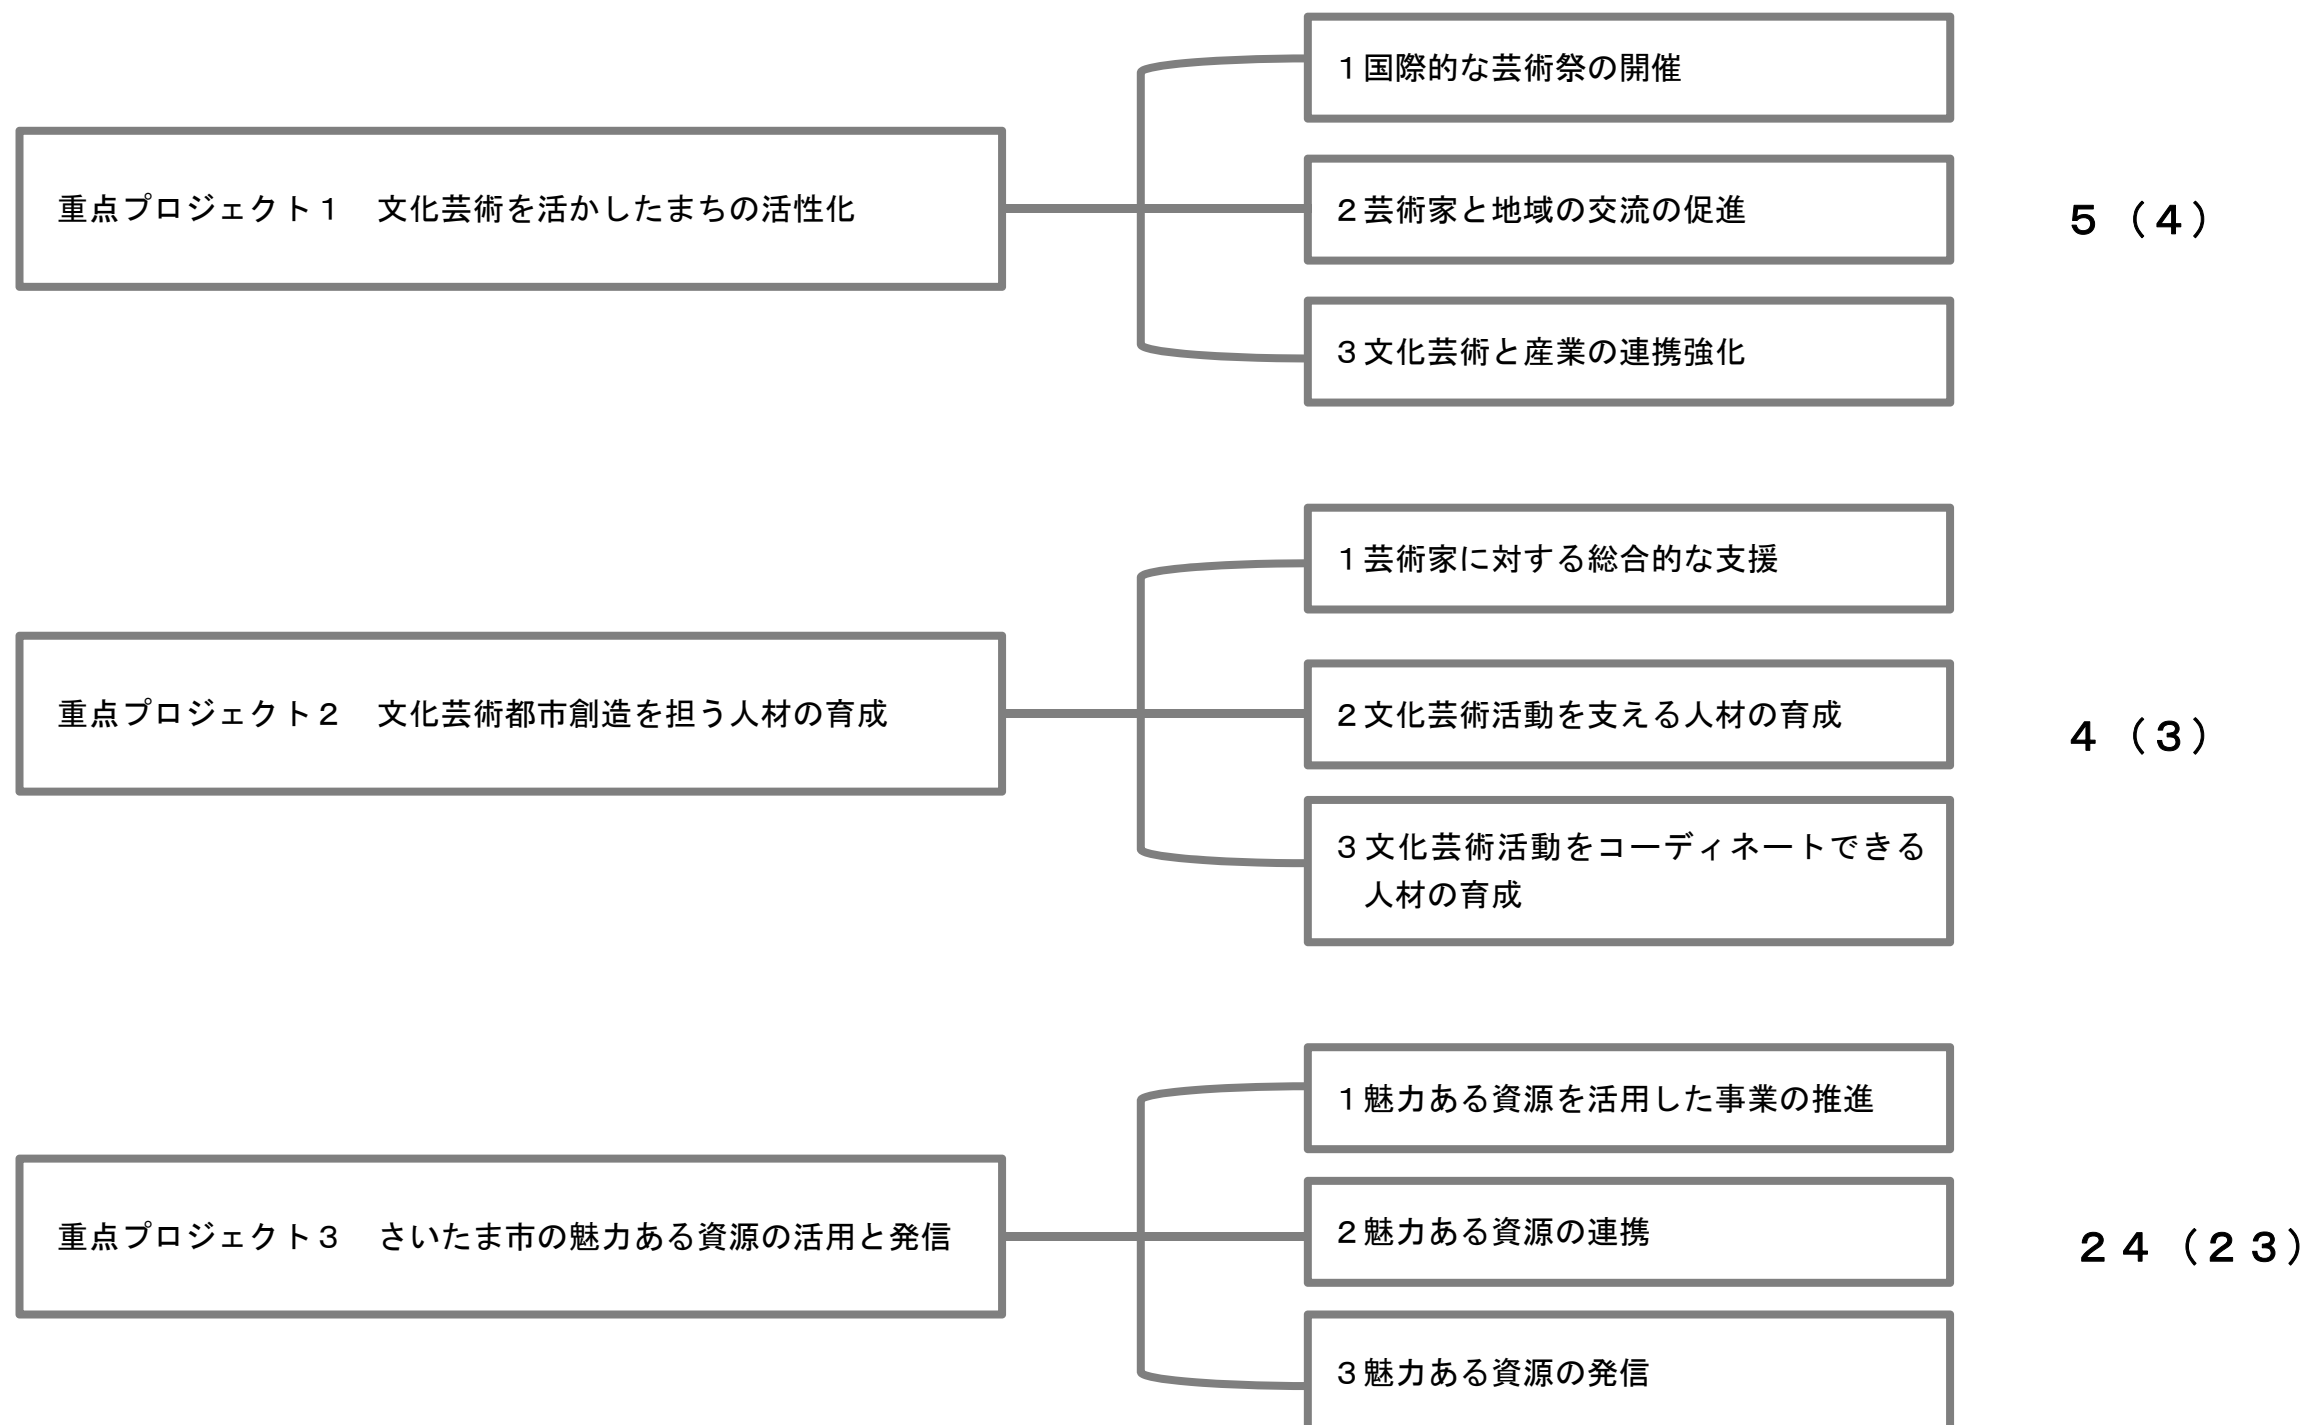 重点プロジェクト１　文化芸術を活かしたまちの活性化
１国際的な芸術祭の開催
２芸術家と地域の交流の促進
３文化芸術と産業の連携強化
５（４）
重点プロジェクト２　文化芸術都市創造を担う人材の育成
１芸術家に対する総合的な支援
２文化芸術活動を支える人材の育成
３文化芸術活動をコーディネートできる
人材の育成
４（３）
重点プロジェクト３　さいたま市の魅力ある資源の活用と発信
１魅力ある資源を活用した事業の推進
２魅力ある資源の連携
３魅力ある資源の発信
２４（２３）